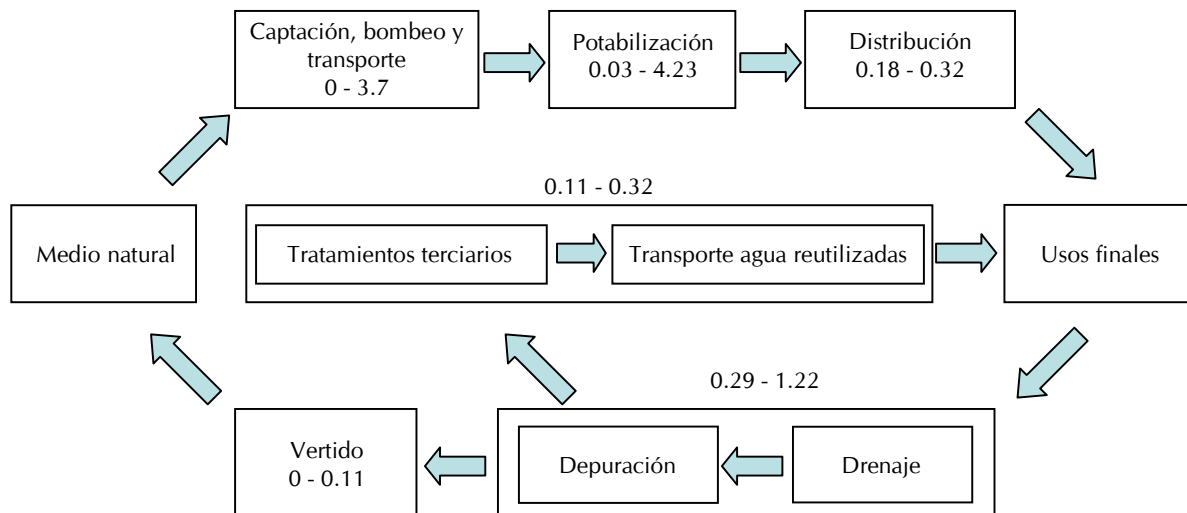 Captación, bombeo y
transporte
0 - 3.7
Potabilización
0.03 - 4.23
Distribución
0.18 - 0.32
0.11 - 0.32
Medio natural
Tratamientos terciarios
Transporte agua reutilizadas
Usos finales
0.29 - 1.22
Vertido
0 - 0.11
Depuración
Drenaje